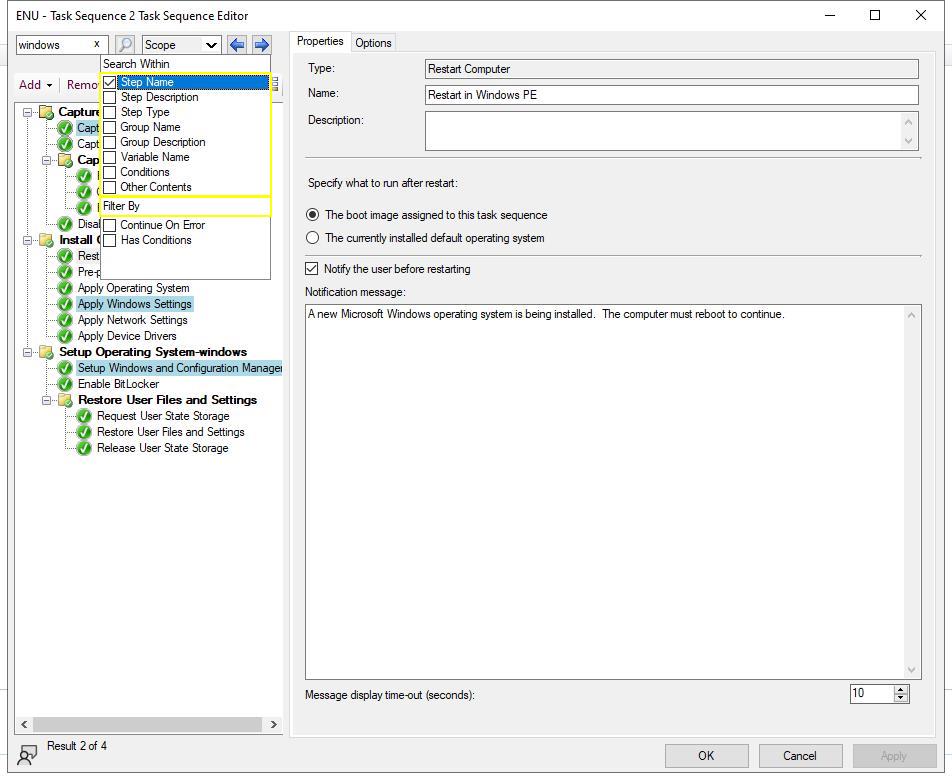 ENU - Task Sequence 2 Task Sequence Editor
windows x Scope
Properties Options
Search Within
Add Remo
Step Name
Step Description
Step Type
Group Name
Group Description
Variable Name
Conditions
Other Contents
Filter By
Continue On Error
Has Conditions
Capture
Capt
Capt
Cap
Disa
Install
Rest
Pre-p
Apply Operating System
Apply Windows Settings
Apply Network Settings
Apply Device Drivers
Setup Operating System-windows
Setup Windows and Configuration Manager
Enable BitLocker
Restore User Files and Settings
Request User State Storage
Restore User Files and Settings
Release User State Storage
Result 2 of 4
Type: Restart Computer
Name: Restart in Windows PE
Description:
Specify what to run after restart:
The boot image assigned to this task sequence
The currently installed default operating system
Notify the user before restarting
Notification message:
A new Microsoft Windows operating system is being installed.  The computer must reboot to continue.
Message display time-out (seconds): 10
OK Cancel Apply